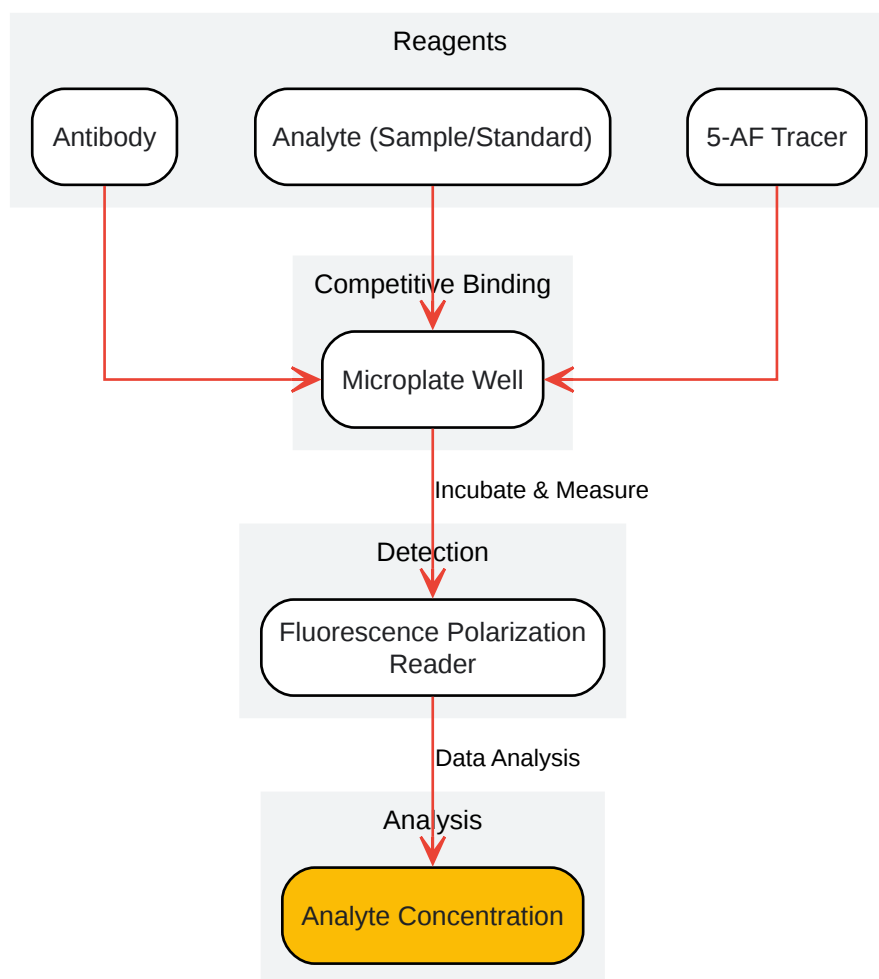 Reagents
Antibody
Analyte (Sample/Standard)
5-AF Tracer
Competitive Binding
Microplate Well
Incubate & Measure
Detection
Fluorescence Polarization
Reader
Data Analysis
Analysis
Analyte Concentration